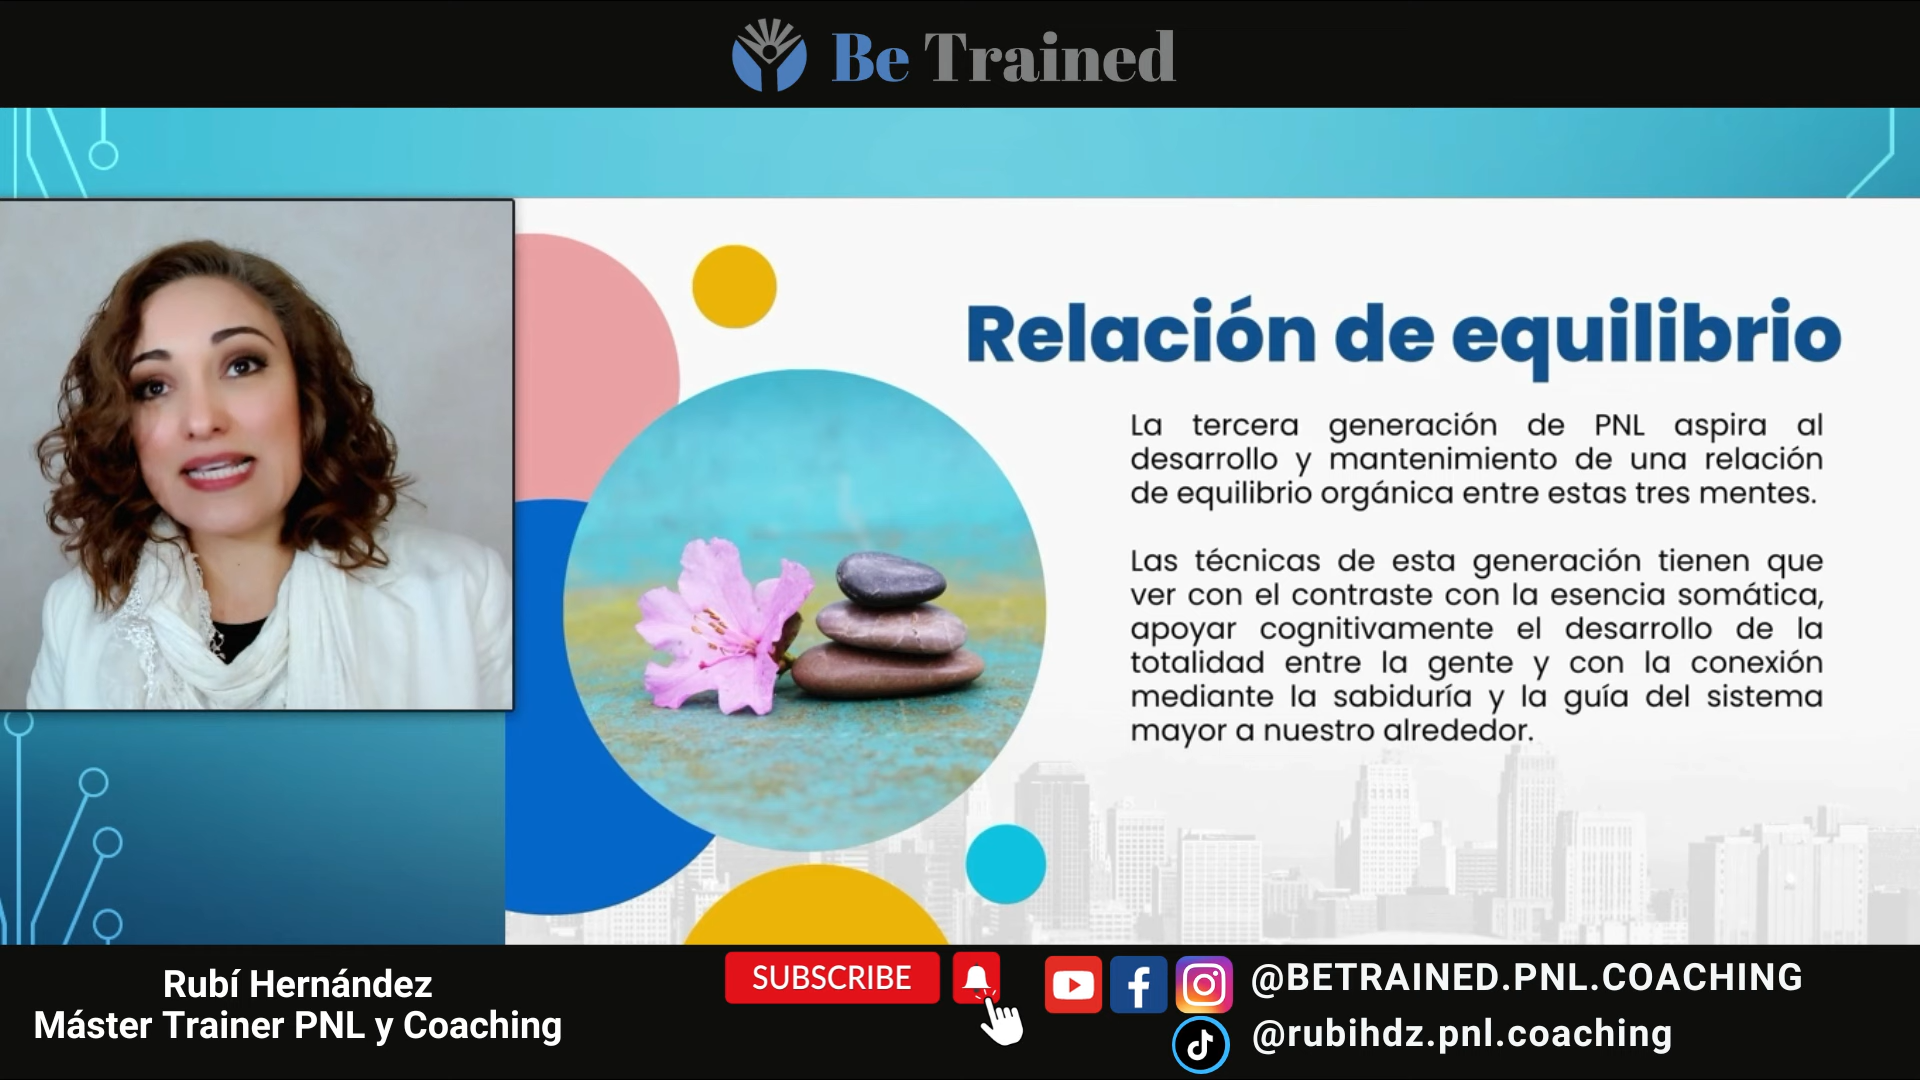 Be Trained
Relación de equilibrio
La tercera generación de PNL aspira al
desarrollo y mantenimiento de una relación
de equilibrio orgánica entre estas tres mentes.
Las técnicas de esta generación tienen que
ver con el contraste con la esencia somática,
apoyar cognitivamente el desarrollo de la
totalidad entre la gente y con la conexión
mediante la sabiduría y la guía del sistema
mayor a nuestro alrededor.
Rubí Hernández
Máster Trainer PNL y Coaching
SUBSCRIBE
@BETRAINED.PNL.COACHING
@rubihdz.pnl.coaching